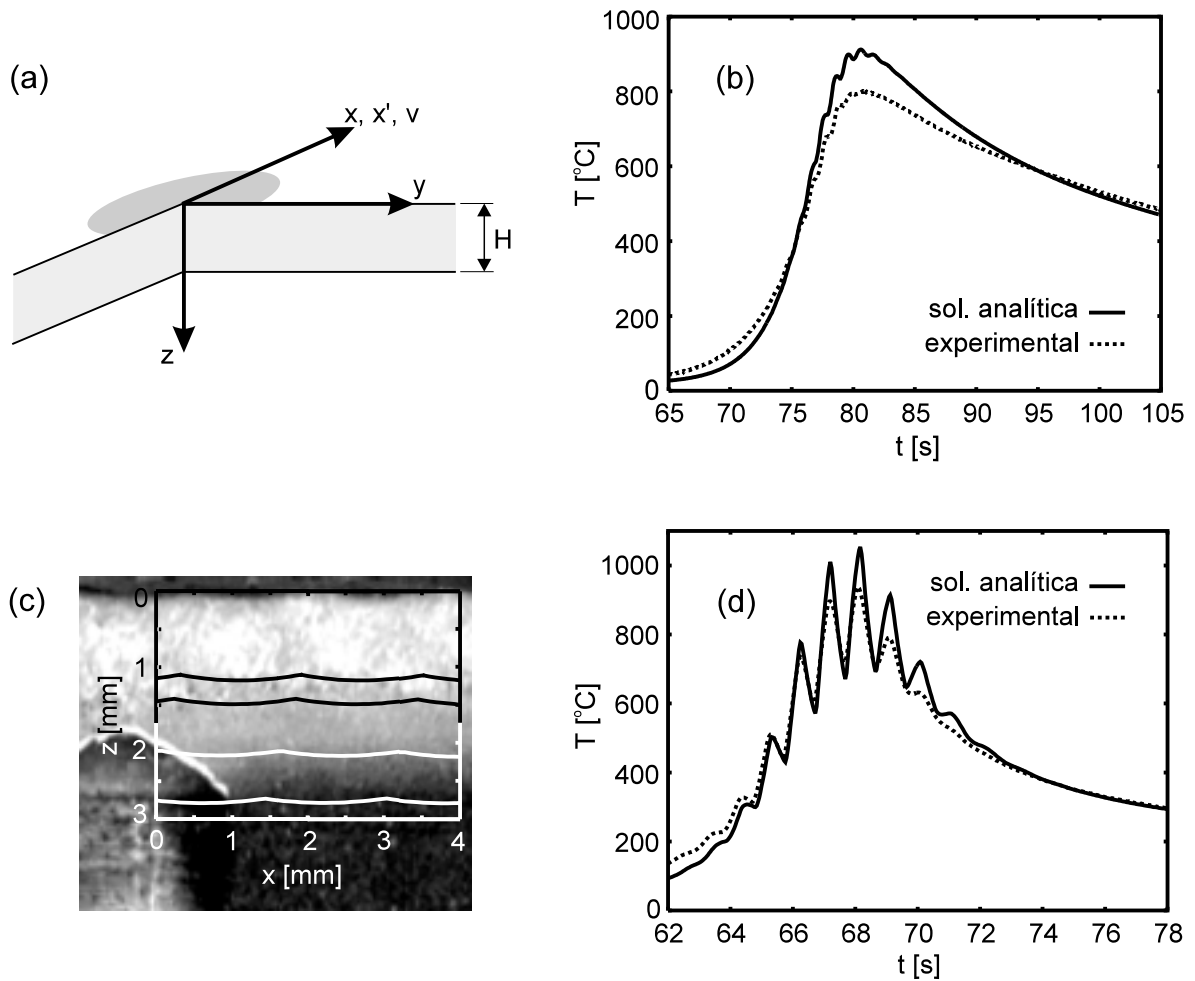 (a)
x, x', v
y
H
z
(b)
T [°C]
1000
800
600
400
200
0
sol. analítica
experimental
65 70 75 80 85 90 95 100 105
t [s]
(c)
z [mm]
0
1
2
3
0 1 2 3 4
x [mm]
(d)
T [°C]
1000
800
600
400
200
0
sol. analítica
experimental
62 64 66 68 70 72 74 76 78
t [s]